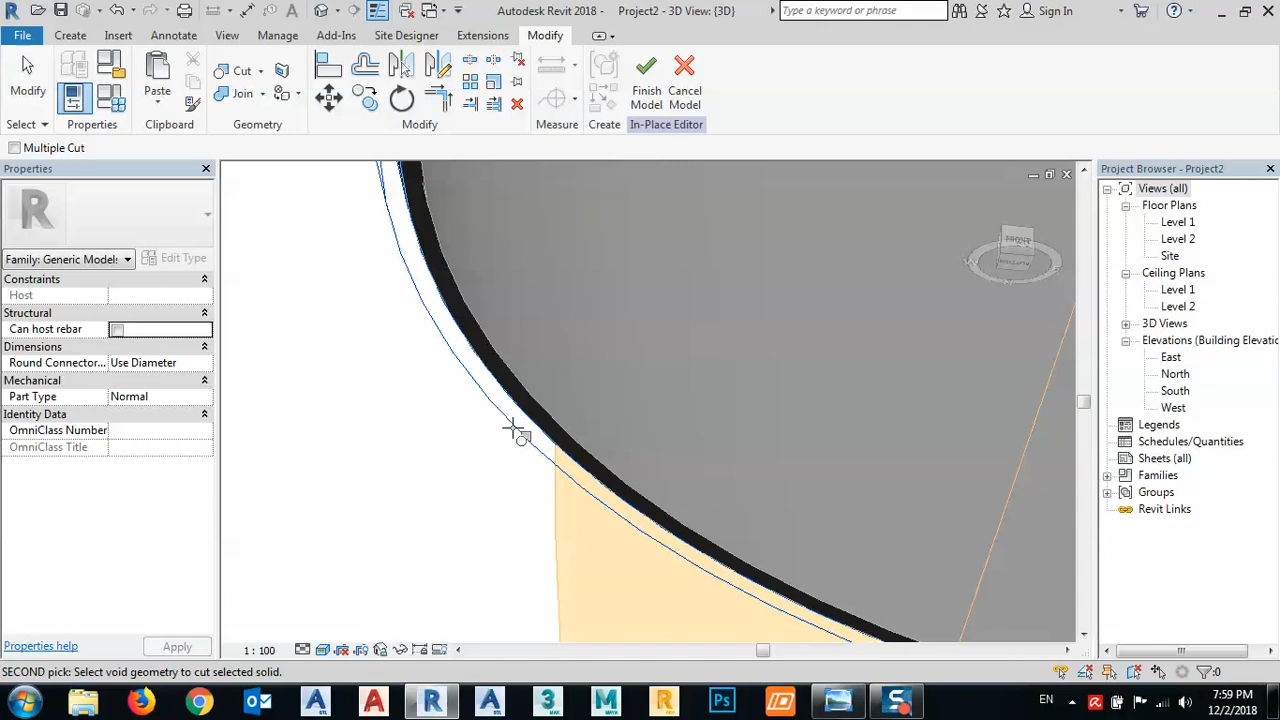 Autodesk Revit 2018 - Project2 - 3D View: {3D}
Type a keyword or phrase
Sign In
File Create Insert Annotate View Manage Add-Ins Site Designer Extensions Modify
Modify
Paste
Cut
Join
Finish Model
Cancel Model
Select Properties Clipboard Geometry Modify Measure Create In-Place Editor
Multiple Cut
Properties
Family: Generic Models
Edit Type
Constraints
Host
Structural
Can host rebar
Dimensions
Round Connector... Use Diameter
Mechanical
Part Type Normal
Identity Data
OmniClass Number
OmniClass Title
Properties help
Apply
FRONT
1 : 100
Project Browser - Project2
Views (all)
Floor Plans
Level 1
Level 2
Site
Ceiling Plans
Level 1
Level 2
3D Views
Elevations (Building Elevatio
East
North
South
West
Legends
Schedules/Quantities
Sheets (all)
Families
Groups
Revit Links
SECOND pick: Select void geometry to cut selected solid.
:0
EN
7:59 PM
12/2/2018